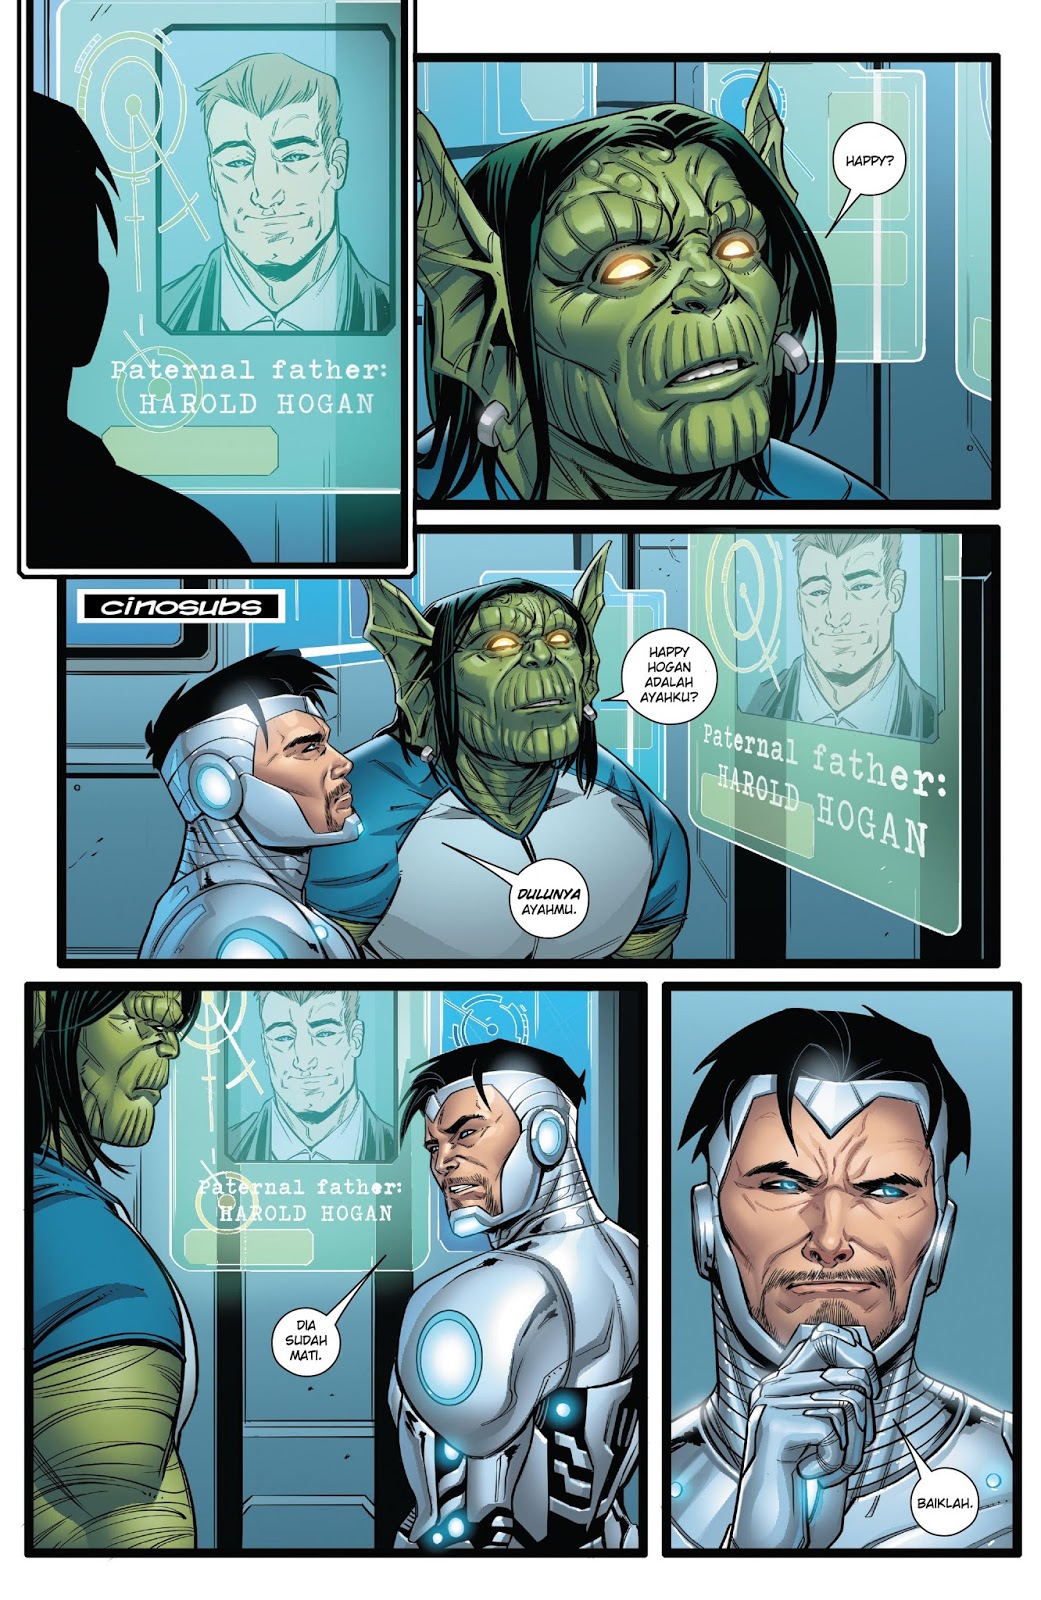 Paternal father:
HAROLD HOGAN
HAPPY?
cinosubs
HAPPY
HOGAN
ADALAH
AYAHKU?
Paternal father:
HAROLD HOGAN
DULUNYA
AYAHMU.
Paternal father:
HAROLD HOGAN
DIA
SUDAH
MATI.
BAIKLAH.